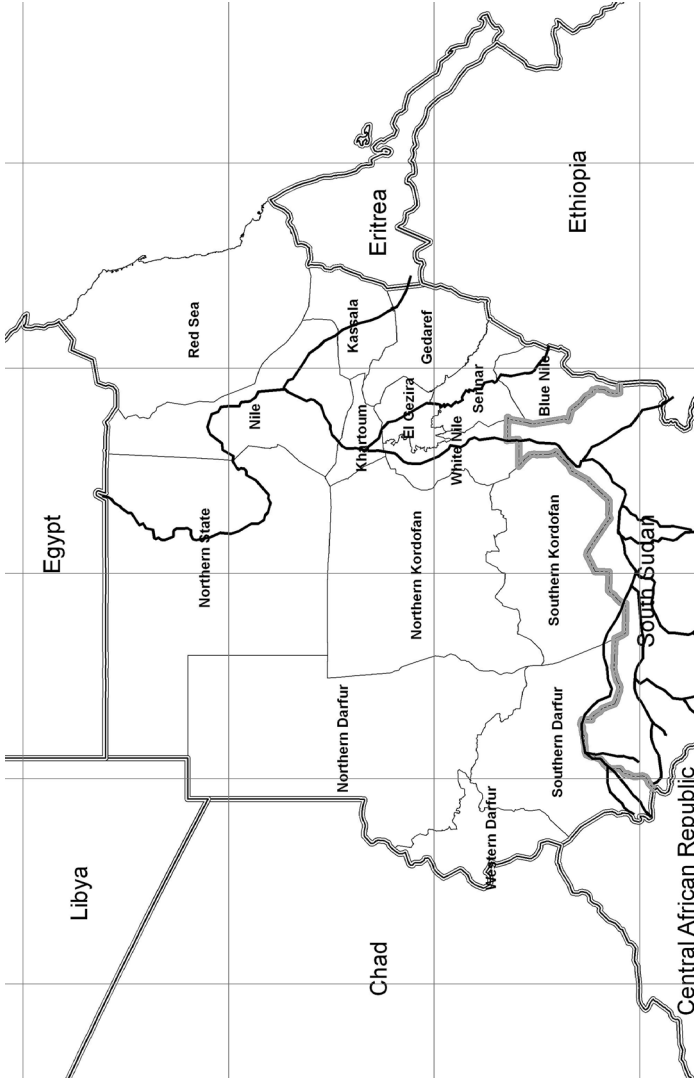 Libya
Egypt
Chad
Red Sea
Northern State
Nile
Eritrea
Ethiopia
Northern Darfur
Northern Kordofan
Khartoum
Kassala
El Gezira
Gedaref
White Nile
Sennar
Western Darfur
Southern Darfur
Southern Kordofan
Blue Nile
South Sudan
Central African Republic